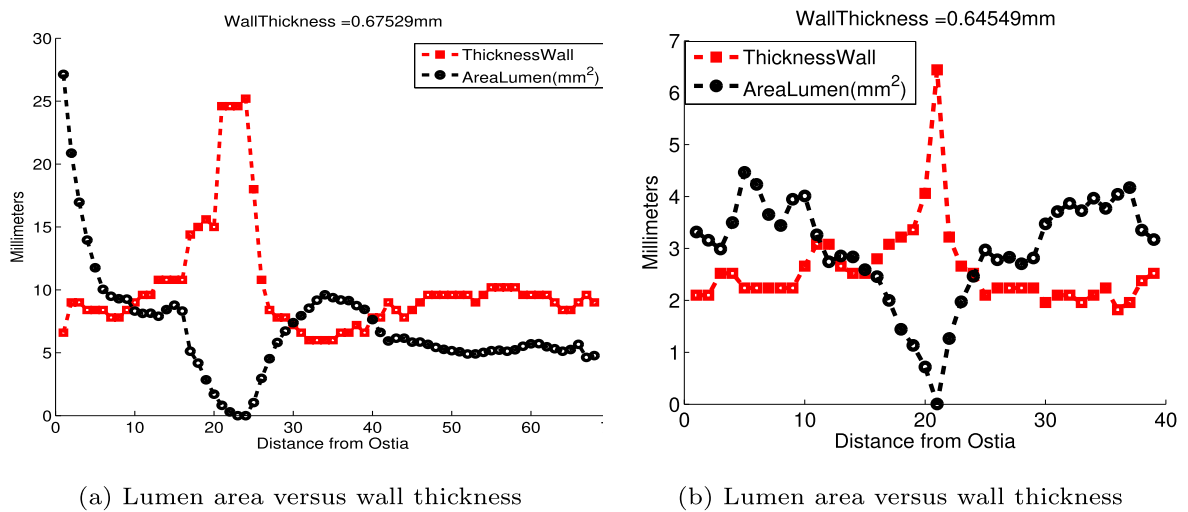 WallThickness =0.67529mm
30
25
20
15
10
5
0
Millimeters
ThicknessWall
AreaLumen(mm²)
0 10 20 30 40 50 60
Distance from Ostia
(a) Lumen area versus wall thickness
WallThickness =0.64549mm
7
6
5
4
3
2
1
0
Millimeters
ThicknessWall
AreaLumen(mm²)
0 10 20 30 40
Distance from Ostia
(b) Lumen area versus wall thickness